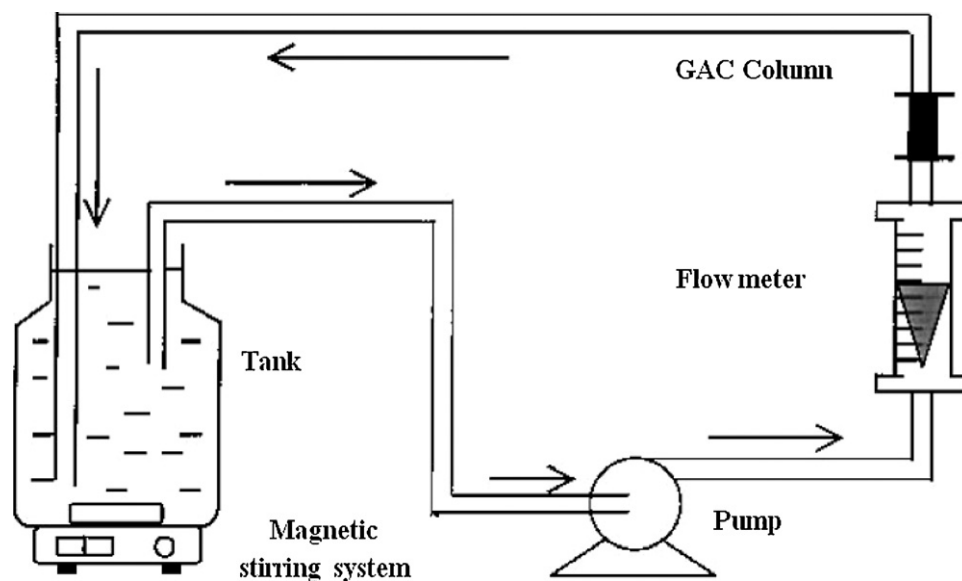 GAC Column
Flow meter
Tank
Pump
Magnetic
stirring system